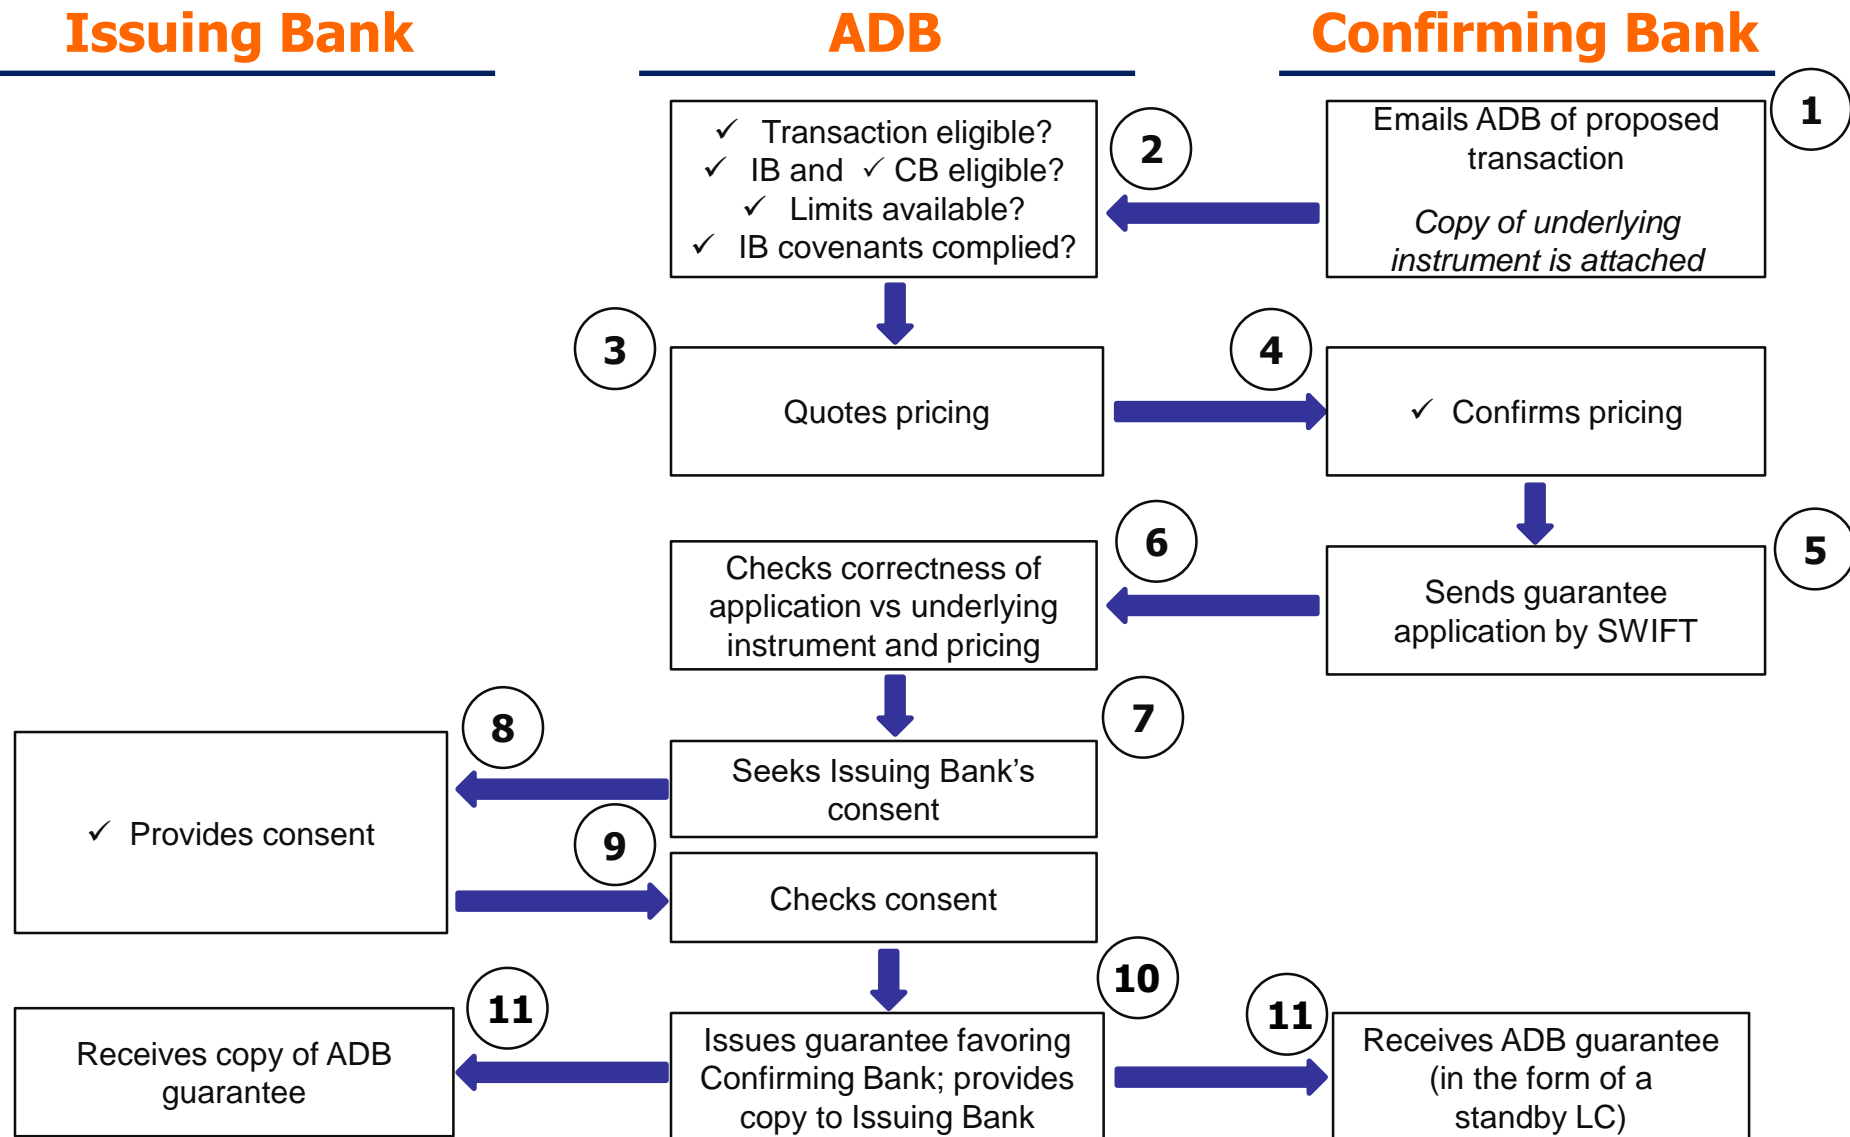 Issuing Bank
ADB
Confirming Bank
1
Emails ADB of proposed
transaction
Copy of underlying
instrument is attached
2
✓ Transaction eligible?
✓ IB and ✓ CB eligible?
✓ Limits available?
✓ IB covenants complied?
3
Quotes pricing
4
✓ Confirms pricing
5
Sends guarantee
application by SWIFT
6
Checks correctness of
application vs underlying
instrument and pricing
7
Seeks Issuing Bank's
consent
8
✓ Provides consent
9
Checks consent
10
Issues guarantee favoring
Confirming Bank; provides
copy to Issuing Bank
11
Receives copy of ADB
guarantee
11
Receives ADB guarantee
(in the form of a
standby LC)